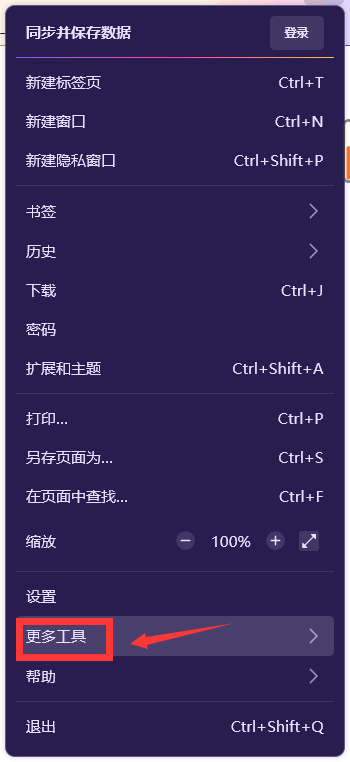 同步并保存数据 登录
新建标签页 Ctrl+T
新建窗口 Ctrl+N
新建隐私窗口 Ctrl+Shift+P
书签
历史
下载 Ctrl+J
密码
扩展和主题 Ctrl+Shift+A
打印... Ctrl+P
另存页面为... Ctrl+S
在页面中查找... Ctrl+F
缩放 100%
设置
更多工具
帮助
退出 Ctrl+Shift+Q